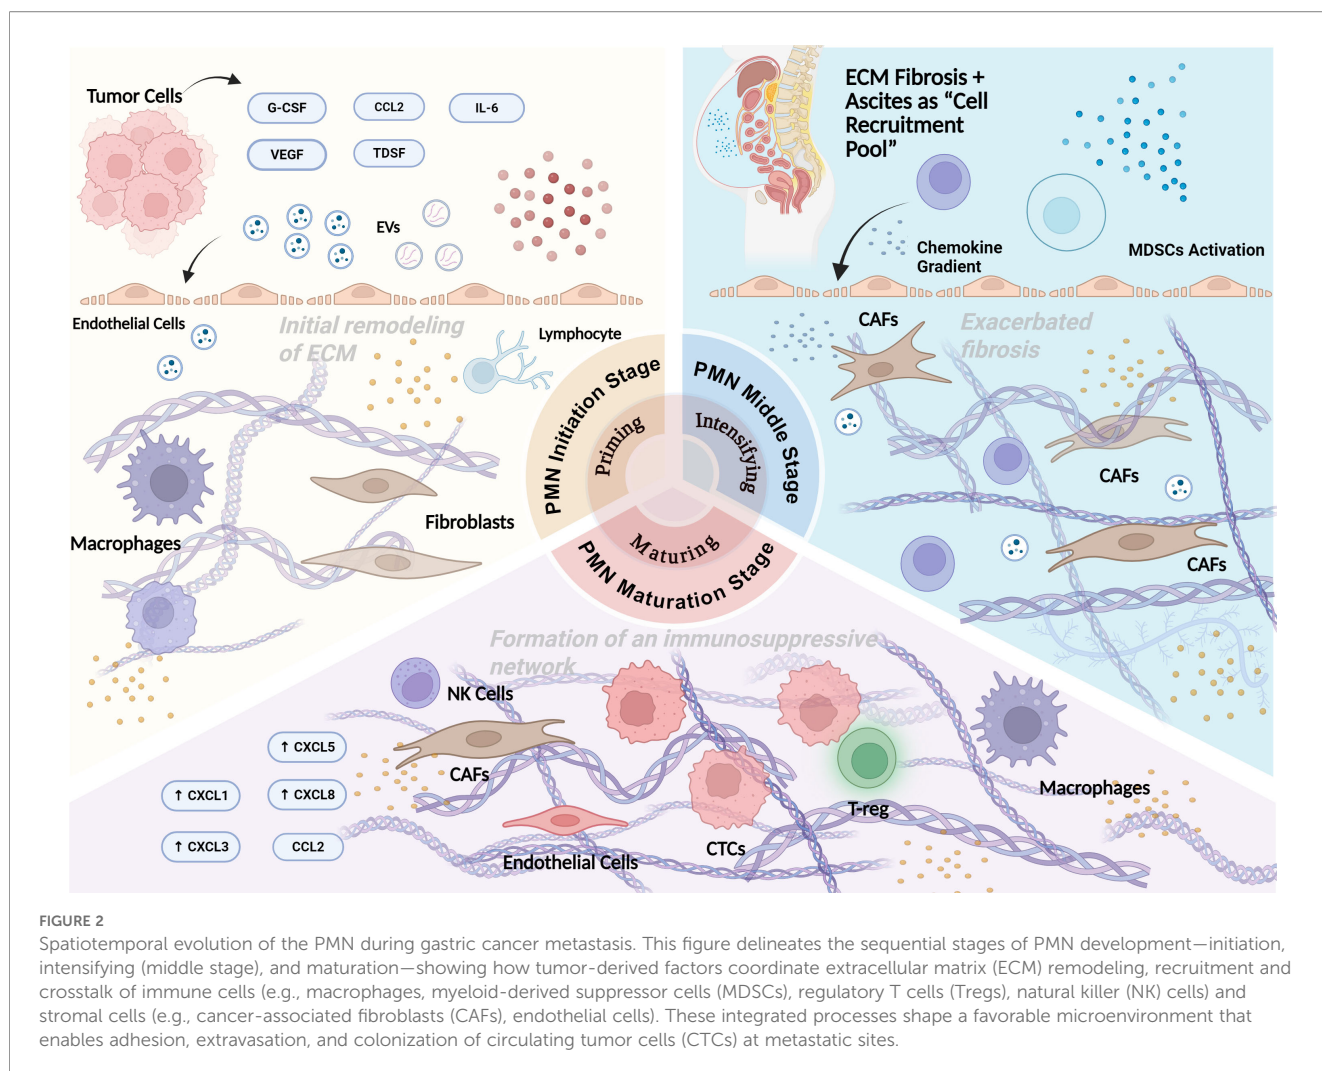 Tumor Cells
G-CSF
CCL2
IL-6
VEGF
TDSF
EVs
Endothelial Cells
Initial remodeling
of ECM
Lymphocyte
Macrophages
Fibroblasts
PMN Initiation Stage
Priming
ECM Fibrosis +
Ascites as “Cell
Recruitment
Pool”
Chemokine
Gradient
MDSCs Activation
CAFs
Exacerbated
fibrosis
CAFs
CAFs
PMN Middle Stage
Intensifying
Maturing
PMN Maturation Stage
Formation of an immunosuppressive
network
NK Cells
CAFs
↑ CXCL5
↑ CXCL1
↑ CXCL8
↑ CXCL3
CCL2
Endothelial Cells
CTCs
T-reg
Macrophages
FIGURE 2
Spatiotemporal evolution of the PMN during gastric cancer metastasis. This figure delineates the sequential stages of PMN development—initiation,
intensifying (middle stage), and maturation—showing how tumor-derived factors coordinate extracellular matrix (ECM) remodeling, recruitment and
crosstalk of immune cells (e.g., macrophages, myeloid-derived suppressor cells (MDSCs), regulatory T cells (Tregs), natural killer (NK) cells) and
stromal cells (e.g., cancer-associated fibroblasts (CAFs), endothelial cells). These integrated processes shape a favorable microenvironment that
enables adhesion, extravasation, and colonization of circulating tumor cells (CTCs) at metastatic sites.